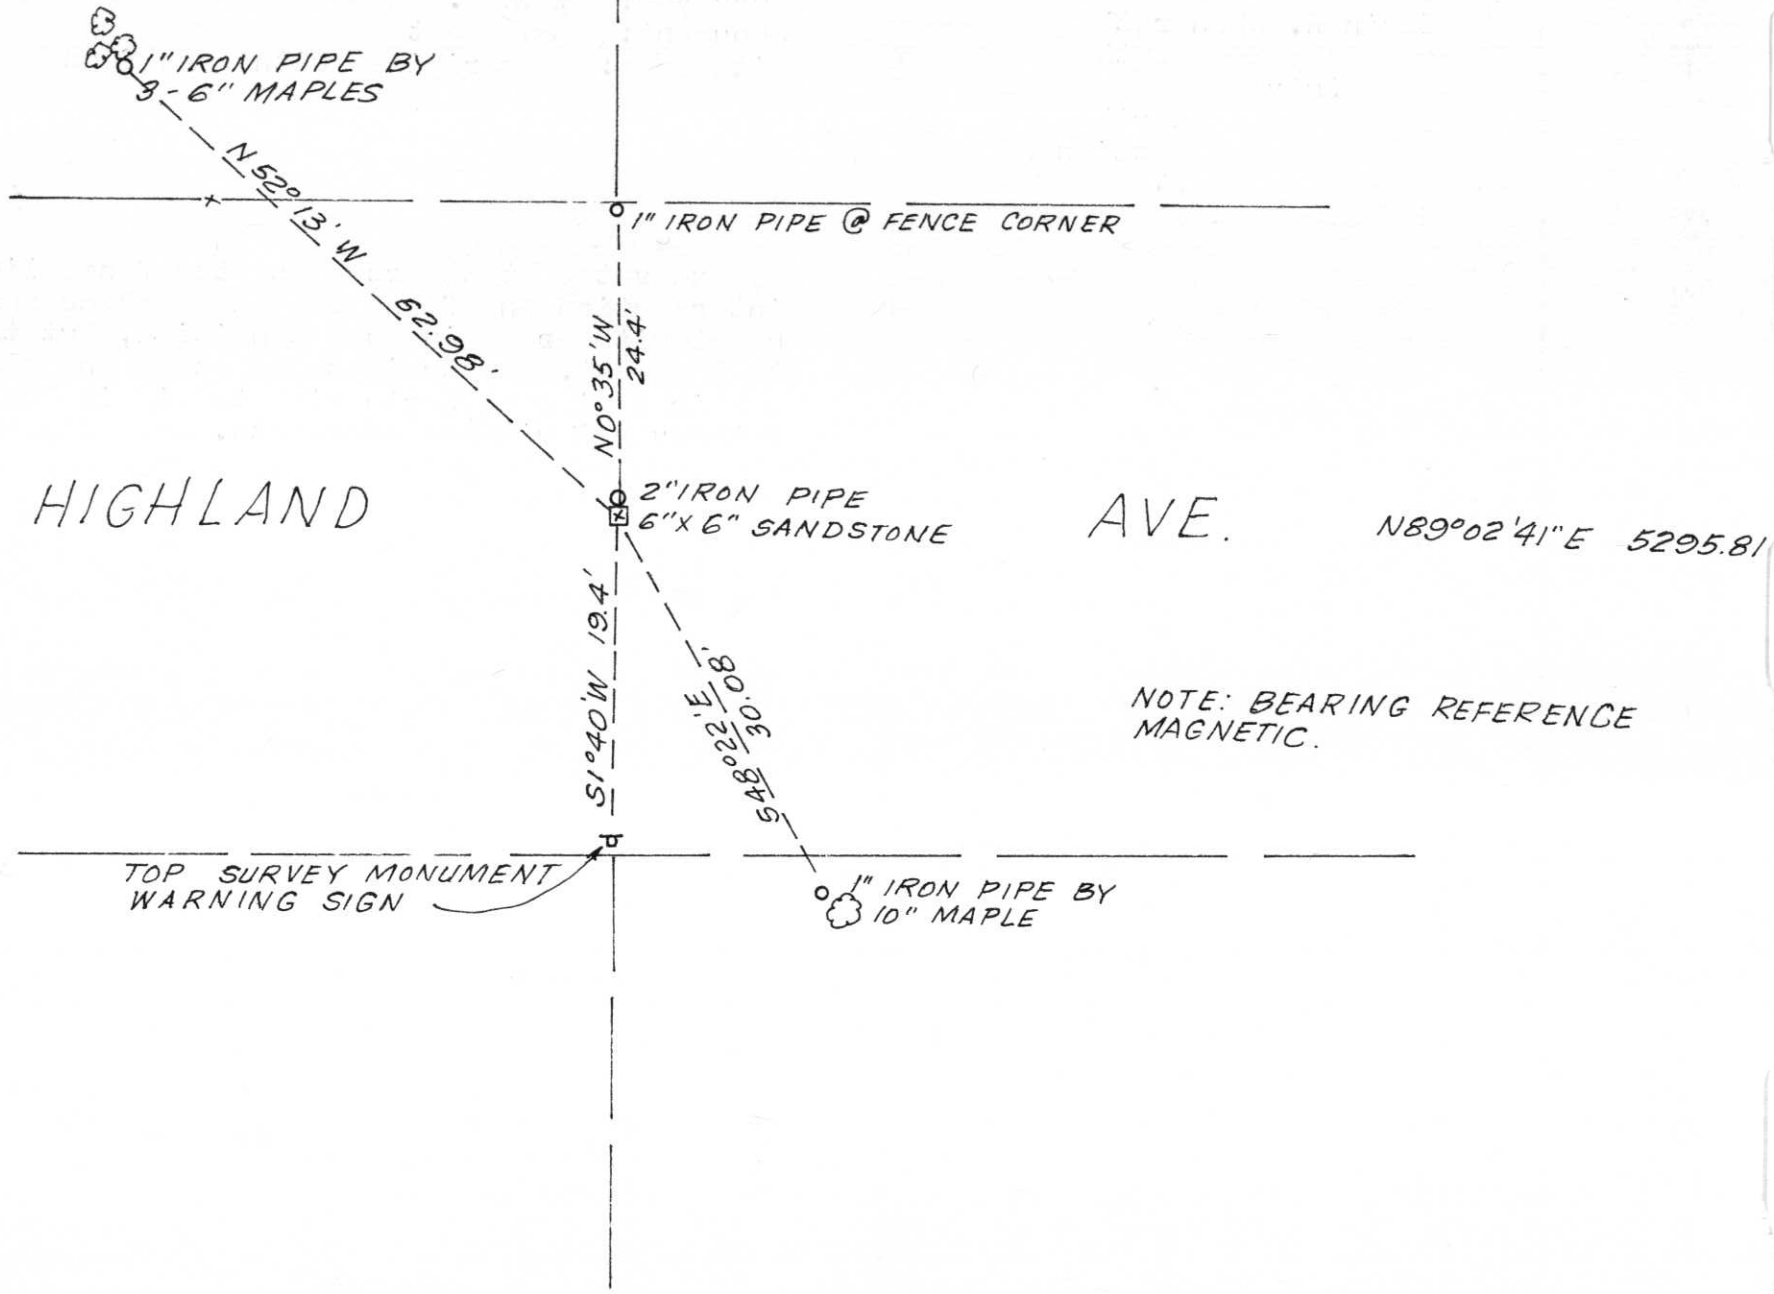 1" IRON PIPE BY
3-6" MAPLES
N52°13'W 62.98'
1" IRON PIPE @ FENCE CORNER
N0°35'W
24.4'
HIGHLAND AVE.
2" IRON PIPE
6" X 6" SANDSTONE
N89°02'41"E 5295.81
S1°40'W 19.4'
S48°22'E
30.08'
NOTE: BEARING REFERENCE
MAGNETIC.
TOP SURVEY MONUMENT
WARNING SIGN
1" IRON PIPE BY
10" MAPLE